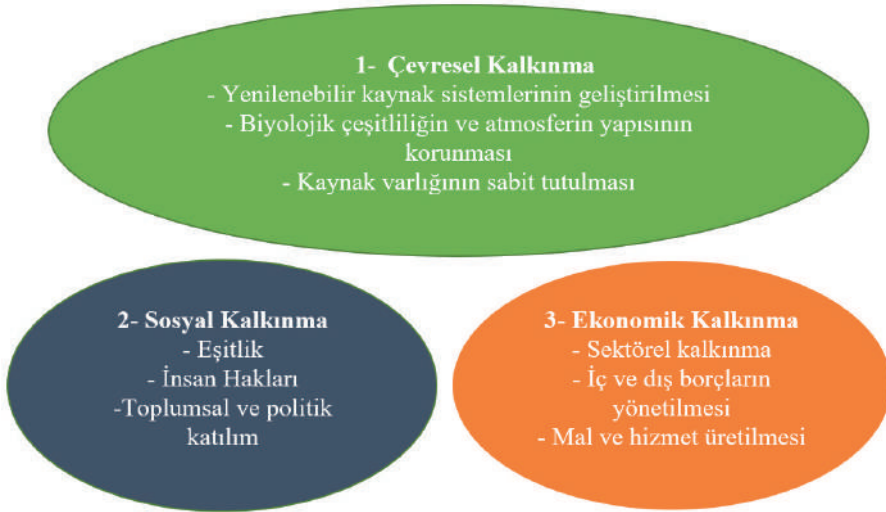 1- Çevresel Kalkınma
- Yenilenebilir kaynak sistemlerinin geliştirilmesi
- Biyolojik çeşitliliğin ve atmosferin yapısının
korunması
- Kaynak varlığının sabit tutulması
2- Sosyal Kalkınma
- Eşitlik
- İnsan Hakları
-Toplumsal ve politik
katılım
3- Ekonomik Kalkınma
- Sektörel kalkınma
- İç ve dış borçların
yönetilmesi
- Mal ve hizmet üretilmesi